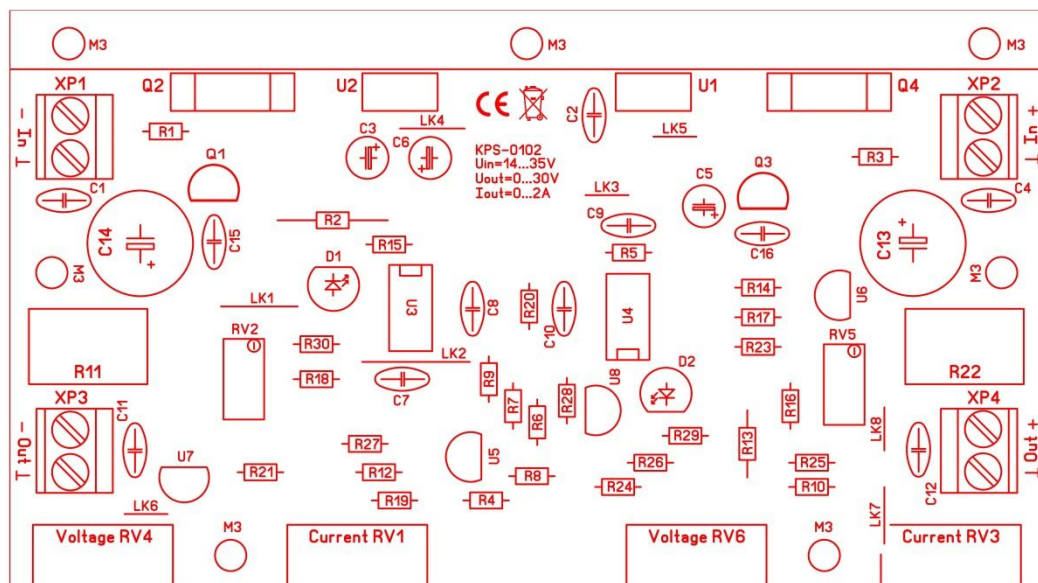 M3
M3
M3
XP1
Q2
U2
U1
Q4
XP2
- In ⊥
R1
C3
LK4
C6
CE
C2
LK5
R3
In + ⊥
KPS-0102
Uin=14...35V
Uout=0...30V
Iout=0...2A
Q1
Q3
C1
C5
LK3
C4
R2
C9
C14
+
C15
R15
R5
C16
C13
+
M3
D1
U3
C8
R20
C10
U4
R14
U6
M3
LK1
R17
RV2
R30
LK2
R23
RV5
R11
R18
C7
R9
U8
D2
R22
XP3
C11
R7
R6
R28
R16
LK8
XP4
- Out ⊥
R27
R29
R13
Out + ⊥
U7
R21
R12
U5
R8
R26
R25
C12
LK6
R19
R4
R24
R10
LK7
Voltage RV4
M3
Current RV1
Voltage RV6
M3
Current RV3